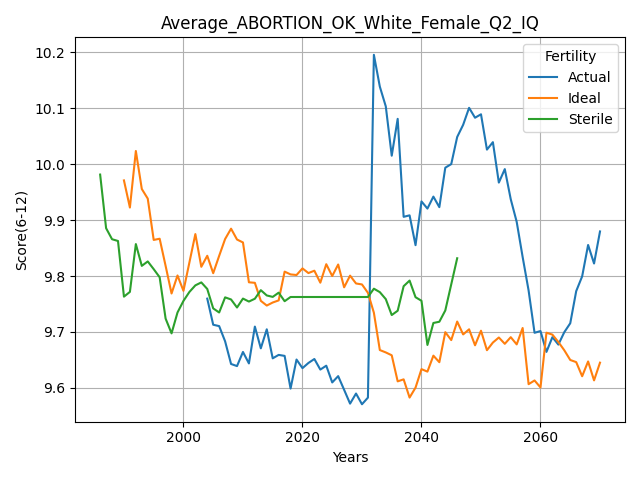 Average_ABORTION_OK_White_Female_Q2_IQ
Fertility
Actual
Ideal
Sterile
Score(6-12)
10.2
10.1
10.0
9.9
9.8
9.7
9.6
2000
2020
2040
2060
Years